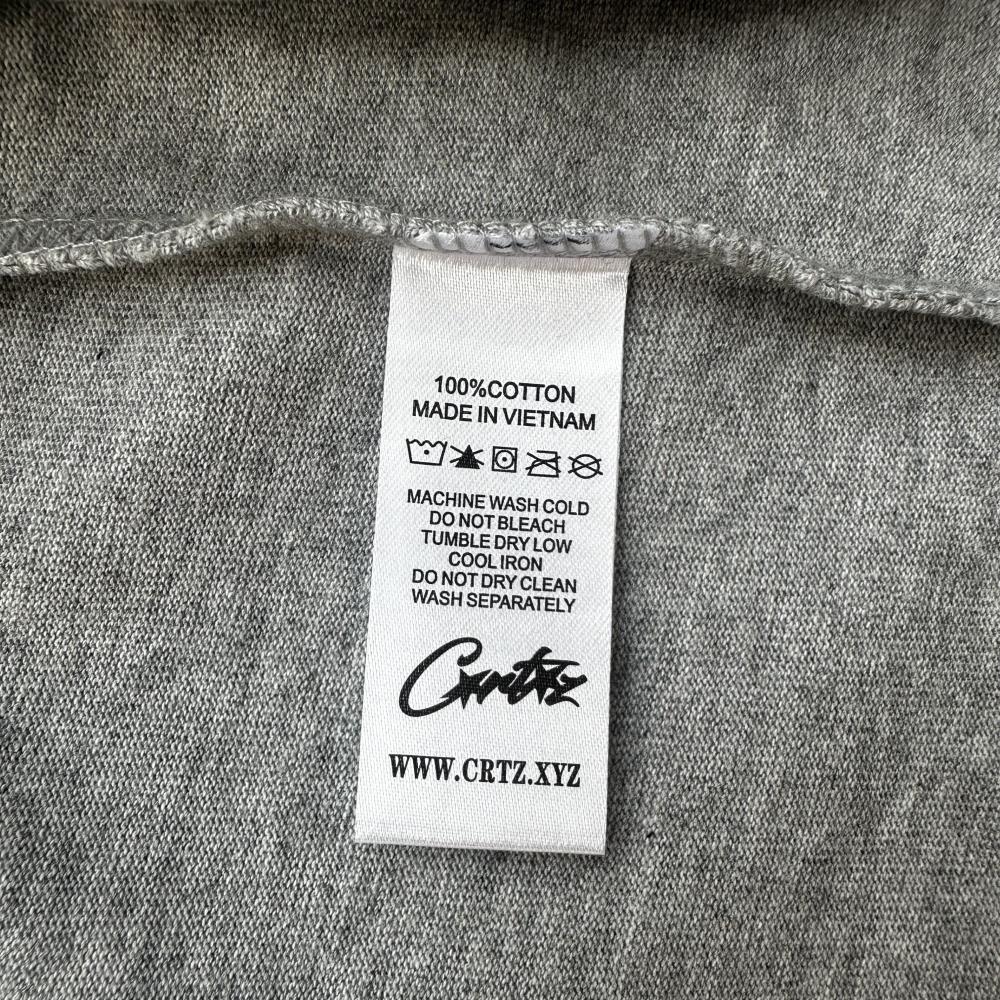 100%COTTON
MADE IN VIETNAM
MACHINE WASH COLD
DO NOT BLEACH
TUMBLE DRY LOW
COOL IRON
DO NOT DRY CLEAN
WASH SEPARATELY
Crtz
WWW.CRTZ.XYZ